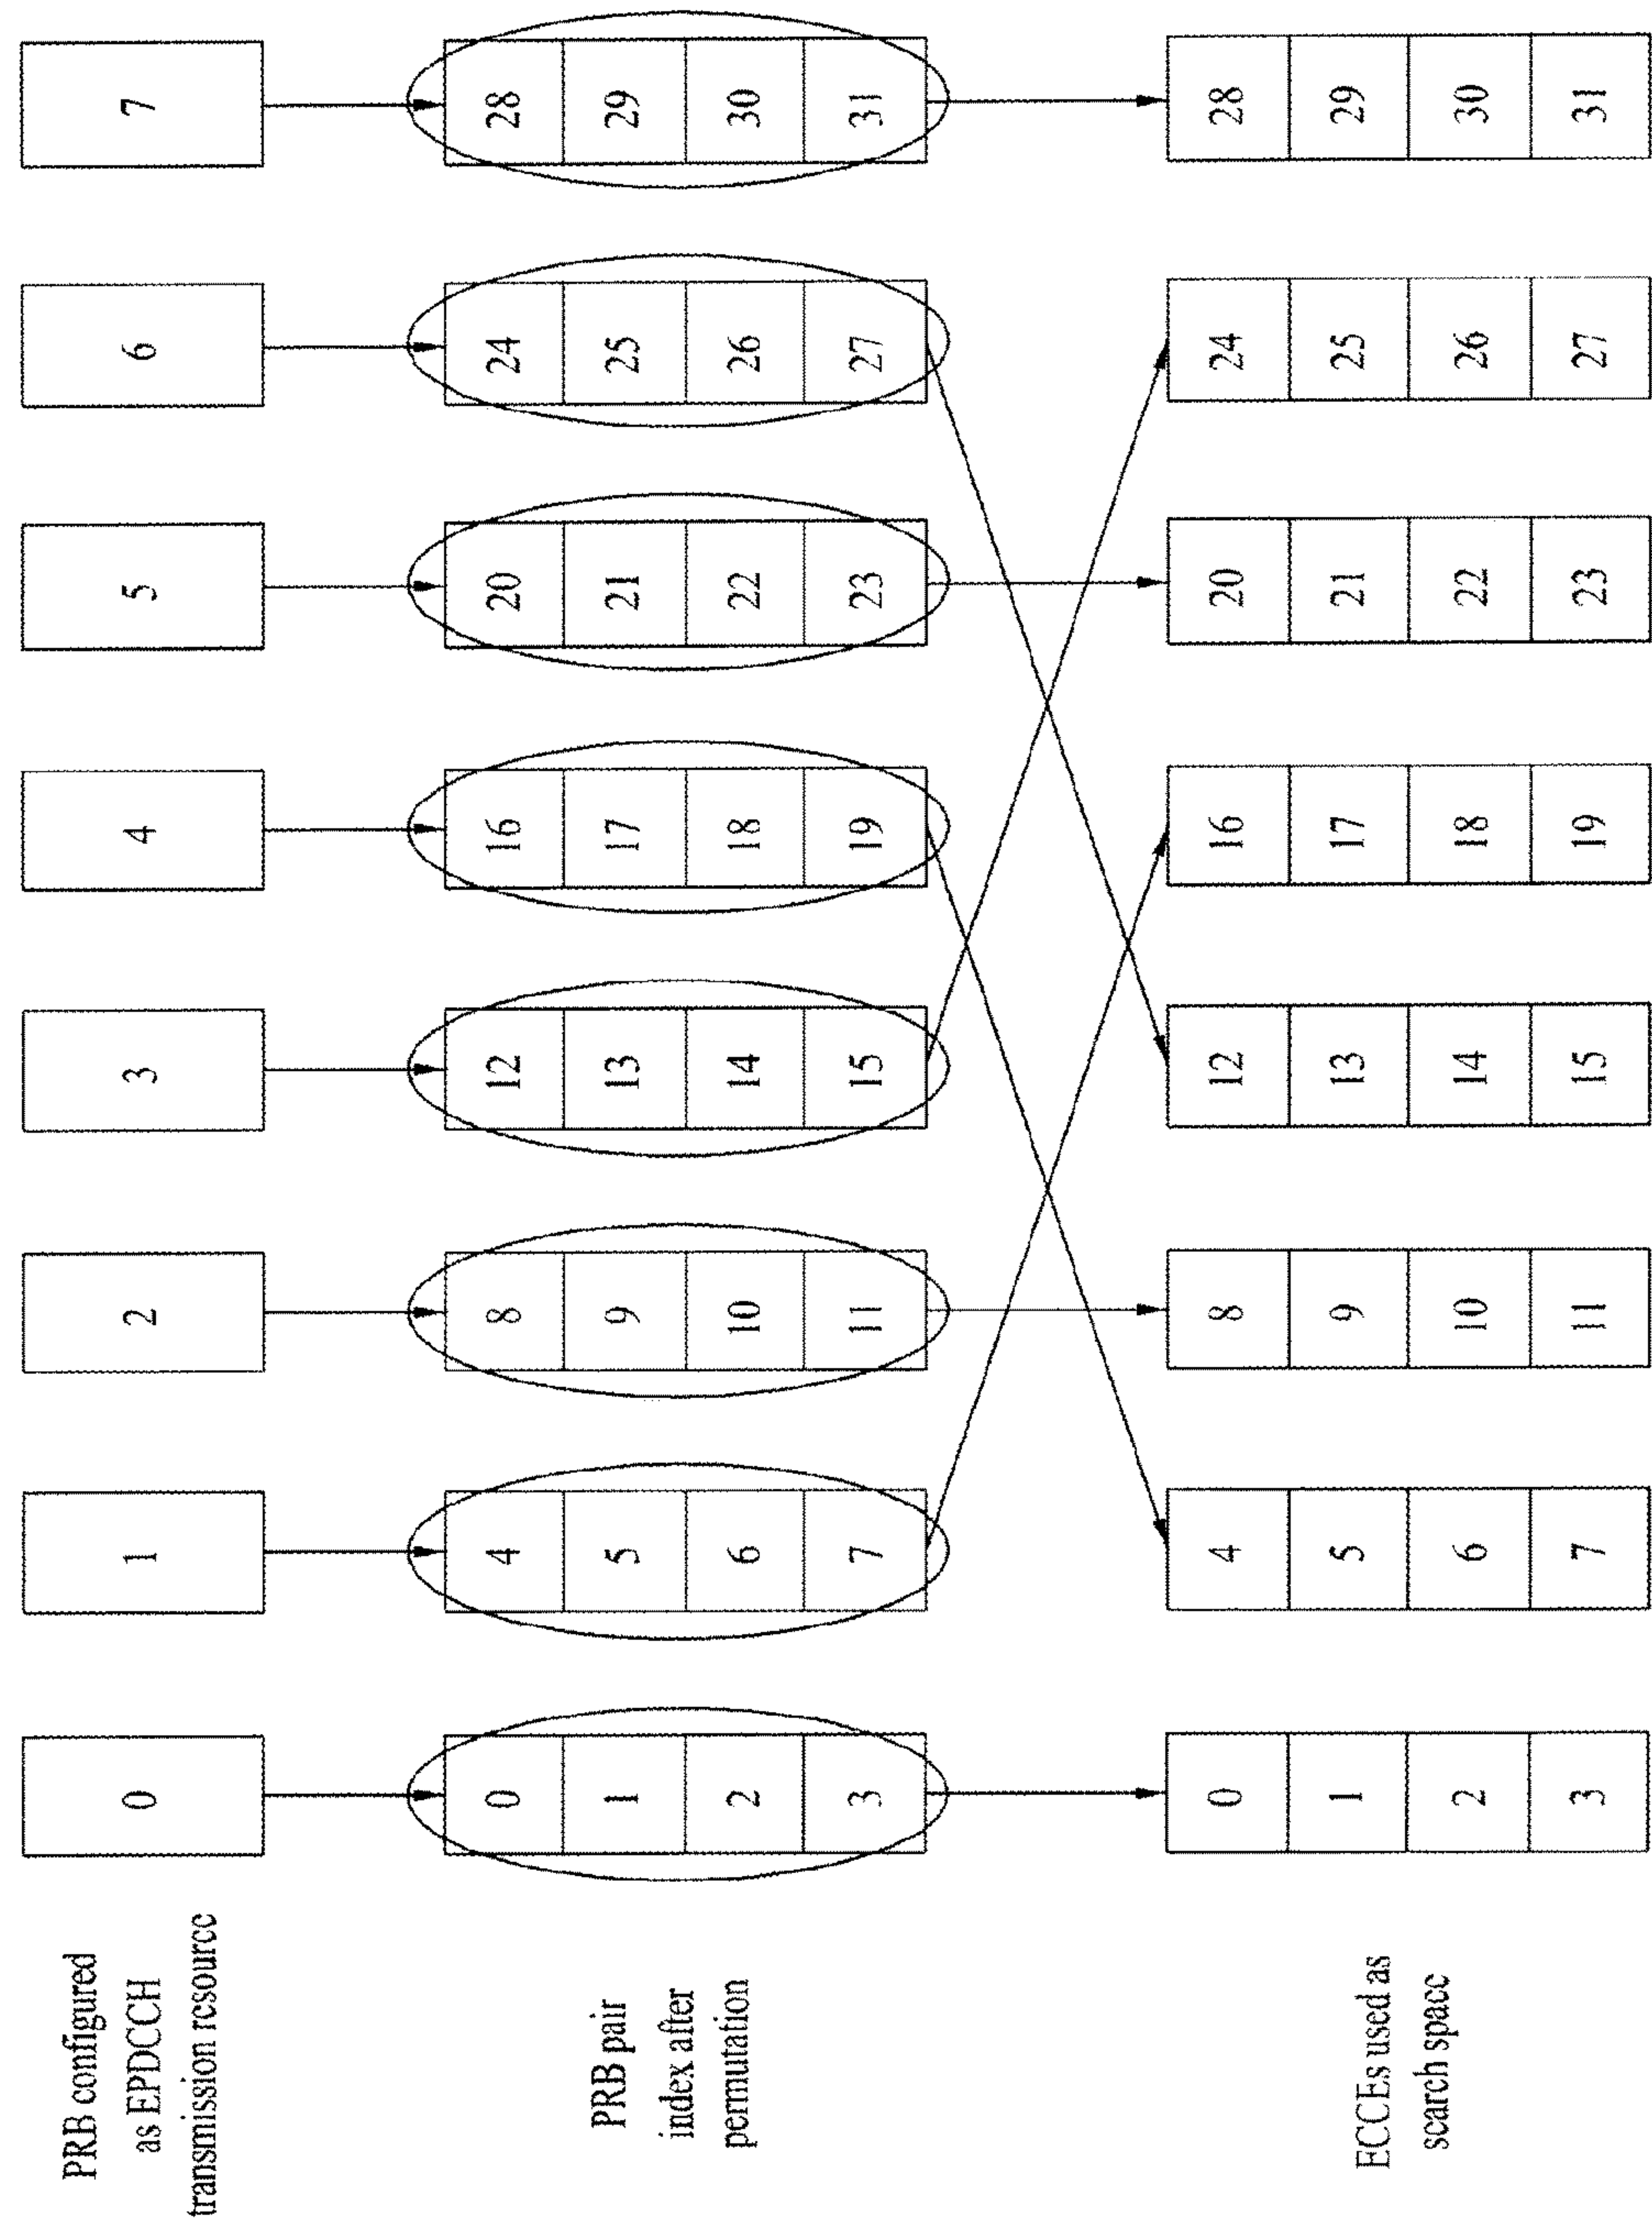 PRB configured
as EPDCCH
transmission resource
0 1 2 3 4 5 6 7
PRB pair
index after
permutation
0 4 8 12 16 20 24 28
1 5 9 13 17 21 25 29
2 6 10 14 18 22 26 30
3 7 11 15 19 23 27 31
ECCEs used as
search space
0 4 8 12 16 20 24 28
1 5 9 13 17 21 25 29
2 6 10 14 18 22 26 30
3 7 11 15 19 23 27 31